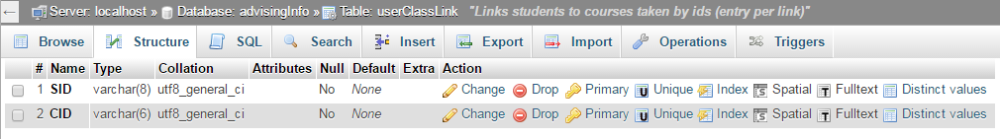 Server: localhost » Database: advisingInfo » Table: userClassLink "Links students to courses taken by ids (entry per link)"
Browse Structure SQL Search Insert Export Import Operations Triggers
# Name Type Collation Attributes Null Default Extra Action
1 SID varchar(8) utf8_general_ci No None Change Drop Primary Unique Index Spatial Fulltext Distinct values
2 CID varchar(6) utf8_general_ci No None Change Drop Primary Unique Index Spatial Fulltext Distinct values